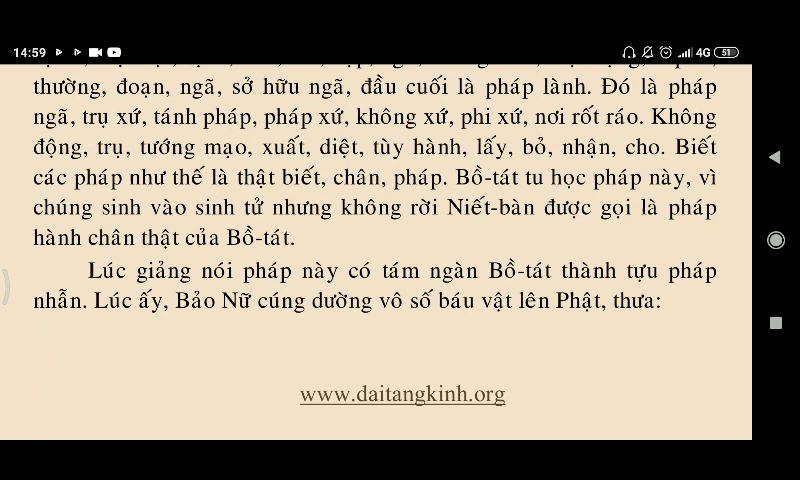 14:59
4G 51
thường, đoạn, ngã, sở hữu ngã, đầu cuối là pháp lành. Đó là pháp
ngã, trụ xứ, tánh pháp, pháp xứ, không xứ, phi xứ, nơi rốt ráo. Không
động, trụ, tướng mạo, xuất, diệt, tùy hành, lấy, bỏ, nhận, cho. Biết
các pháp như thế là thật biết, chân, pháp. Bồ-tát tu học pháp này, vì
chúng sinh vào sinh tử nhưng không rời Niết-bàn được gọi là pháp
hành chân thật của Bồ-tát.
Lúc giảng nói pháp này có tám ngàn Bồ-tát thành tựu pháp
nhẫn. Lúc ấy, Bảo Nữ cúng dường vô số báu vật lên Phật, thưa:
www.daitangkinh.org